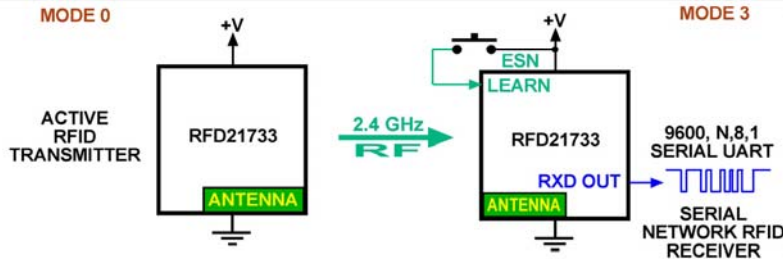 MODE 0
MODE 3
+V
+V
ESN
LEARN
ACTIVE
RFID
TRANSMITTER
RFD21733
2.4 GHz
RF
RFD21733
9600, N,8,1
SERIAL UART
RXD OUT
ANTENNA
ANTENNA
SERIAL
NETWORK RFID
RECEIVER